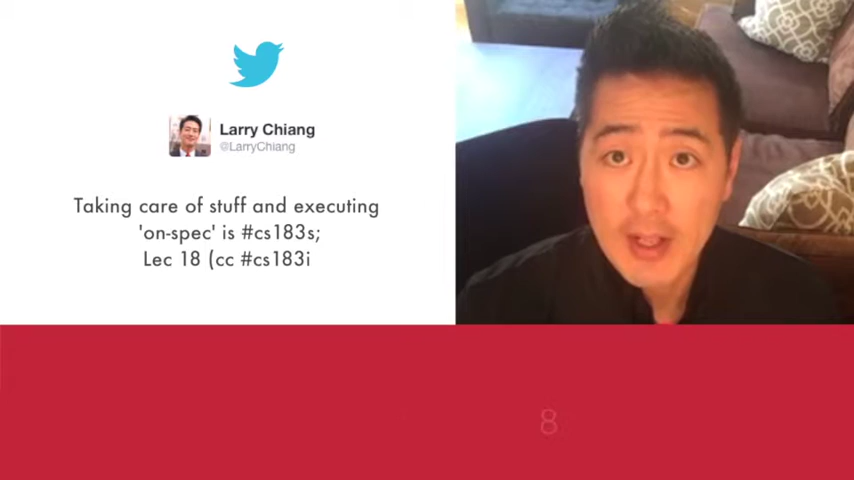 Larry Chiang
@LarryChiang
Taking care of stuff and executing
'on-spec' is #cs183s;
Lec 18 (cc #cs183i
8